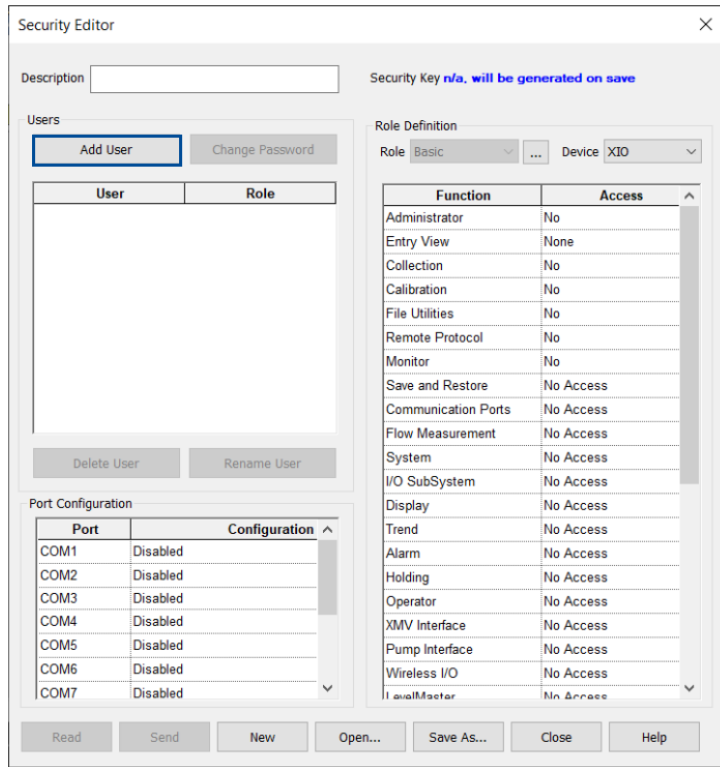 Security Editor
Description
Security Key n/a, will be generated on save
Users
Add User
Change Password
User Role
Delete User
Rename User
Port Configuration
Port Configuration
COM1 Disabled
COM2 Disabled
COM3 Disabled
COM4 Disabled
COM5 Disabled
COM6 Disabled
COM7 Disabled
Role Definition
Role Basic ... Device XIO
Function Access
Administrator No
Entry View None
Collection No
Calibration No
File Utilities No
Remote Protocol No
Monitor No
Save and Restore No Access
Communication Ports No Access
Flow Measurement No Access
System No Access
I/O SubSystem No Access
Display No Access
Trend No Access
Alarm No Access
Holding No Access
Operator No Access
XMV Interface No Access
Pump Interface No Access
Wireless I/O No Access
LevelMaster No Access
Read
Send
New
Open...
Save As...
Close
Help